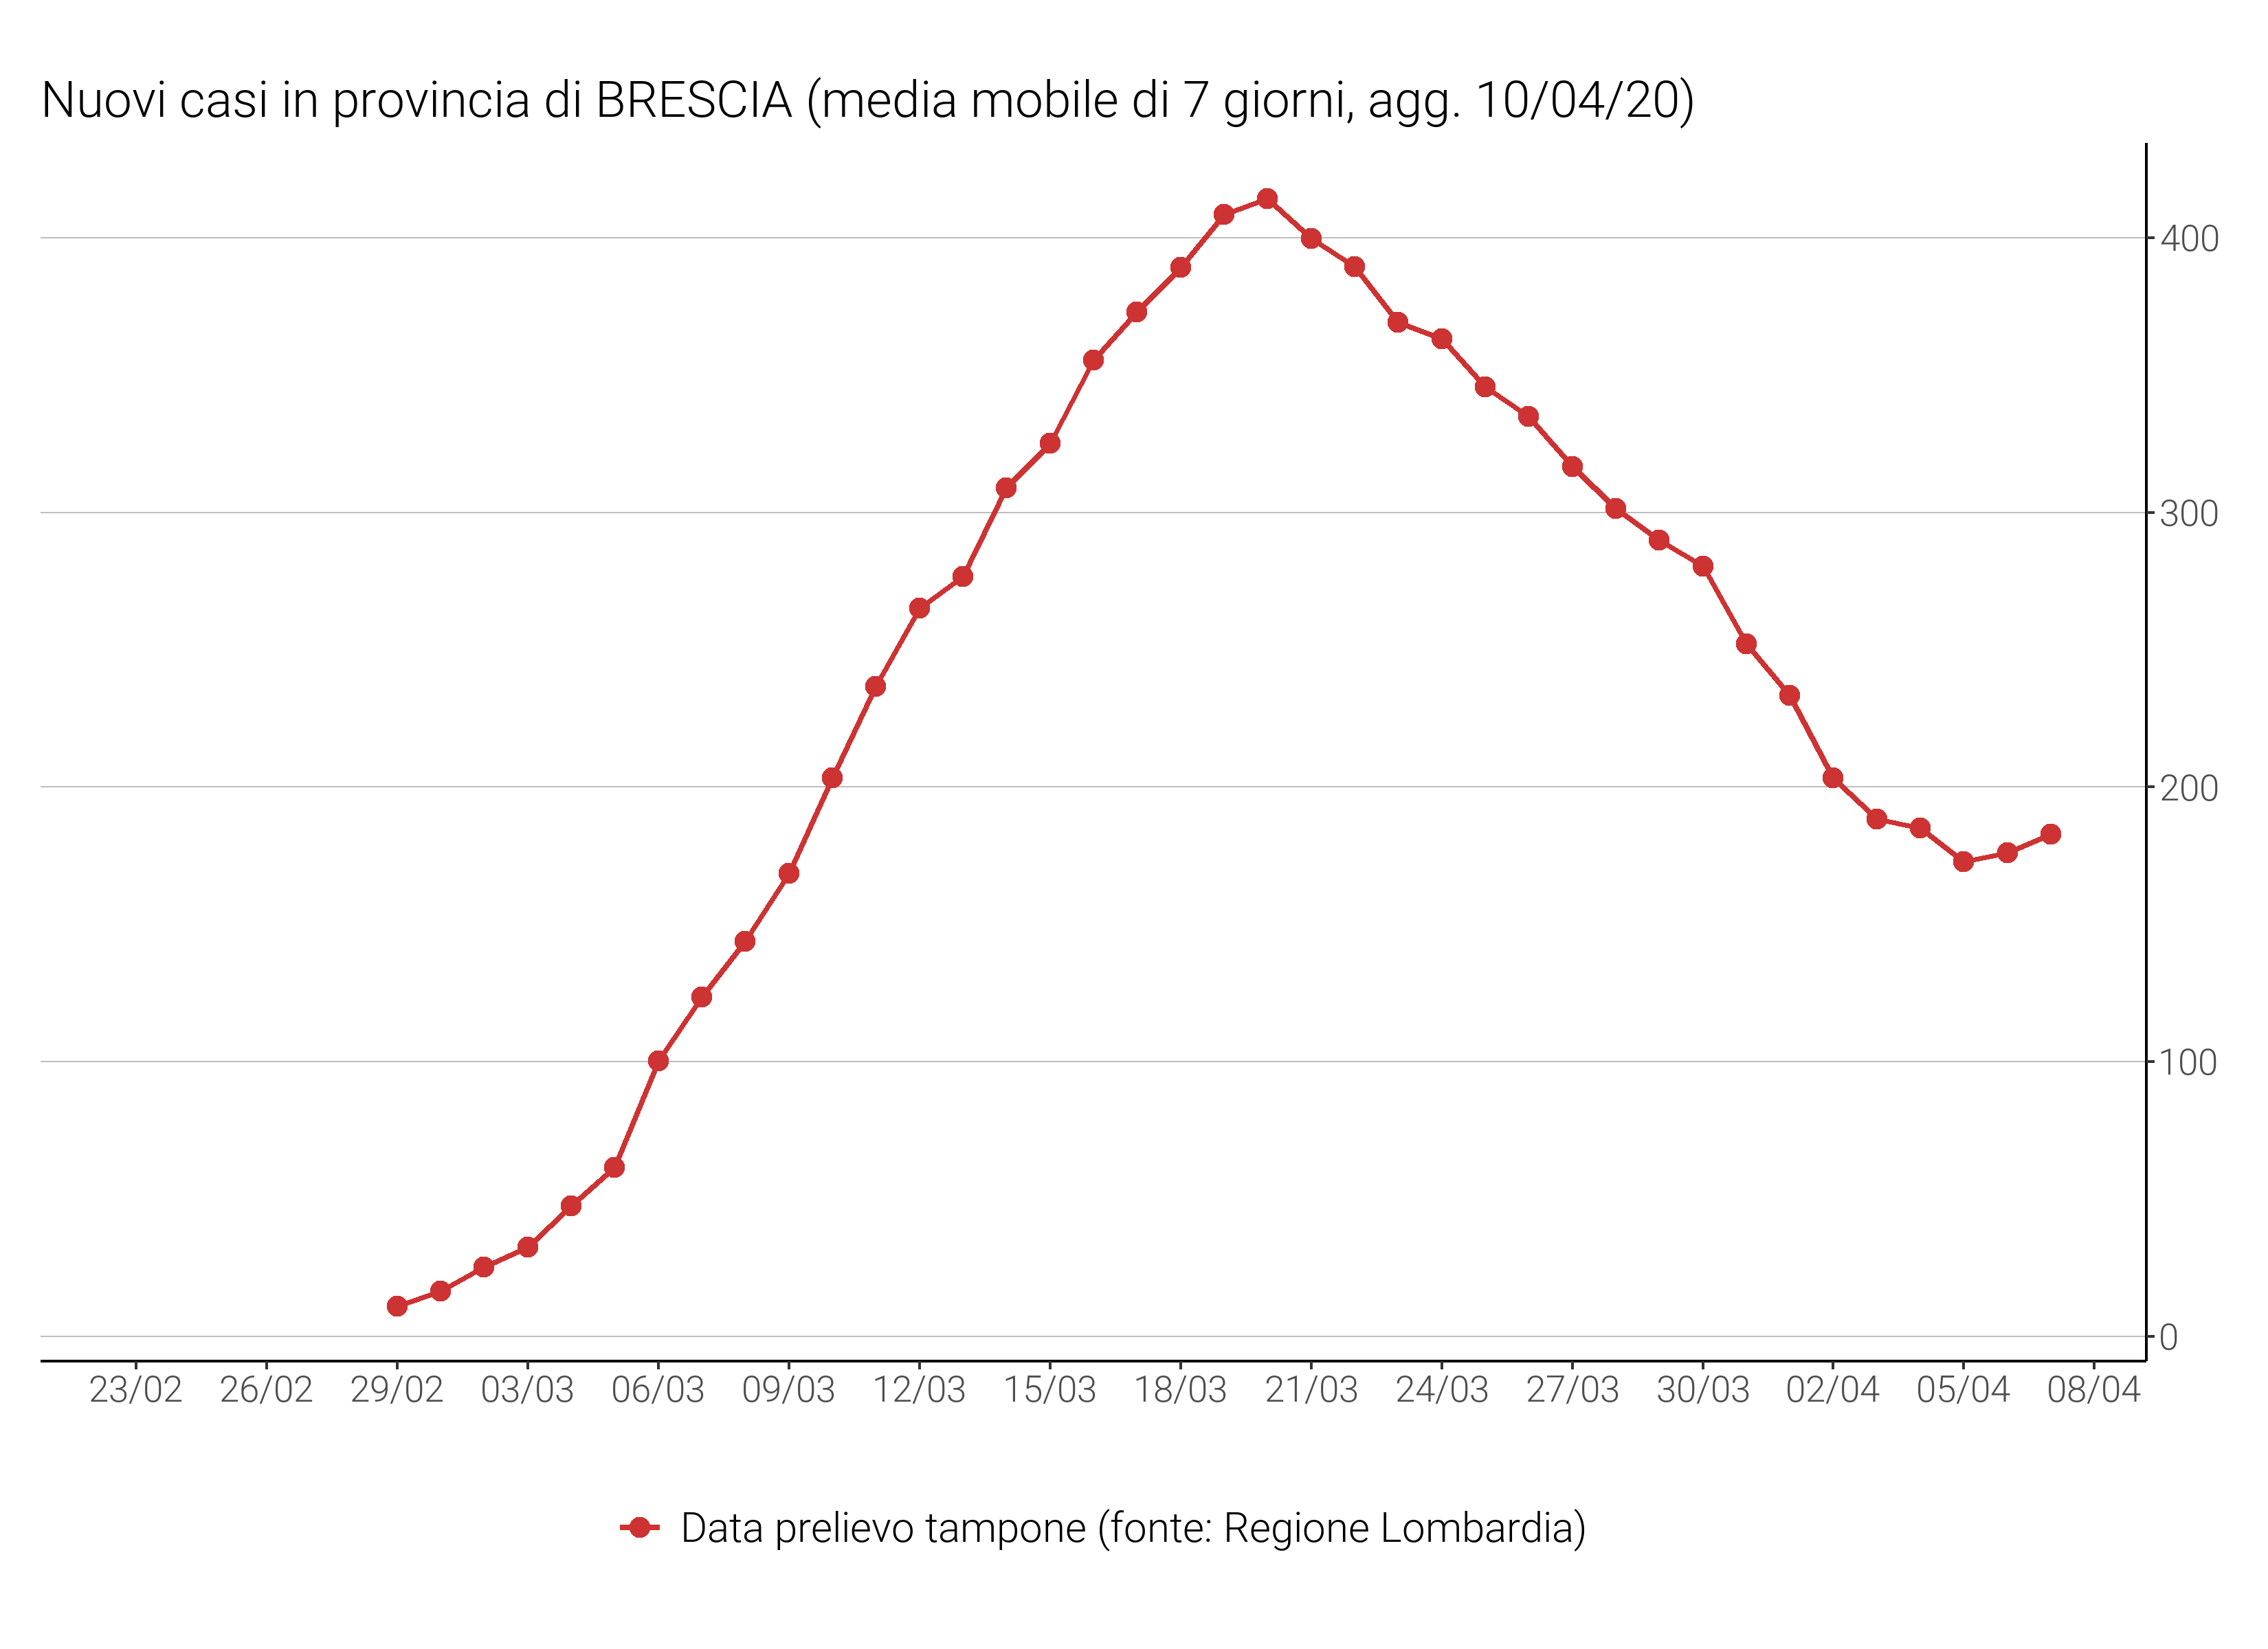 Nuovi casi in provincia di BRESCIA (media mobile di 7 giorni, agg. 10/04/20)
400
300
200
100
0
23/02 26/02 29/02 03/03 06/03 09/03 12/03 15/03 18/03 21/03 24/03 27/03 30/03 02/04 05/04 08/04
Data prelievo tampone (fonte: Regione Lombardia)